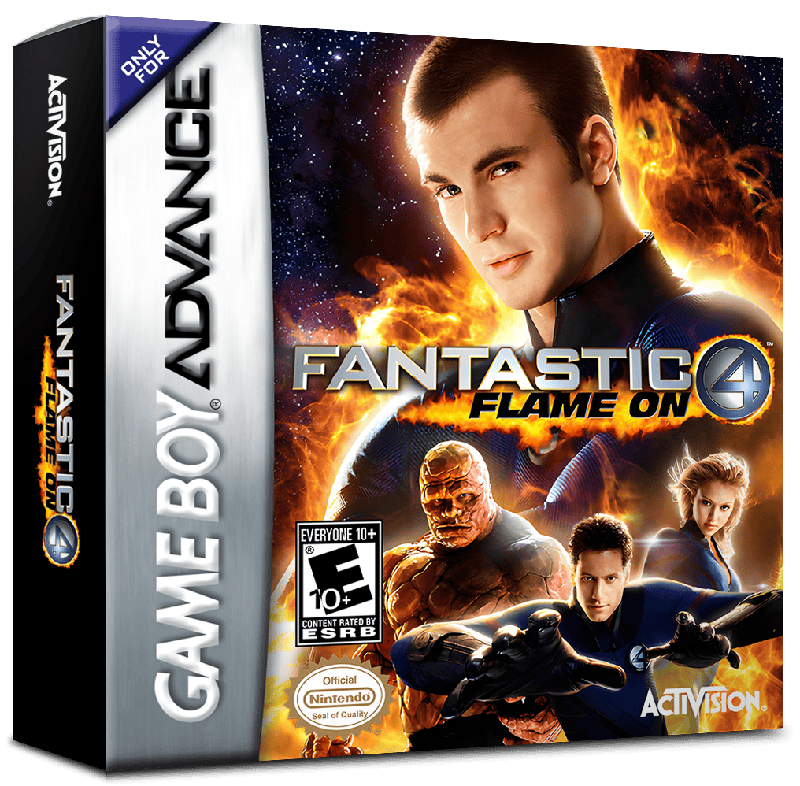 ACTIVISION®
FANTASTIC 4
FLAME ON
ONLY
FOR
GAME BOY ADVANCE
®
FANTASTIC 4™
FLAME ON
EVERYONE 10+
®
E
10+
CONTENT RATED BY
ESRB
Official
Nintendo
Seal of Quality
4
ACTIVISION®